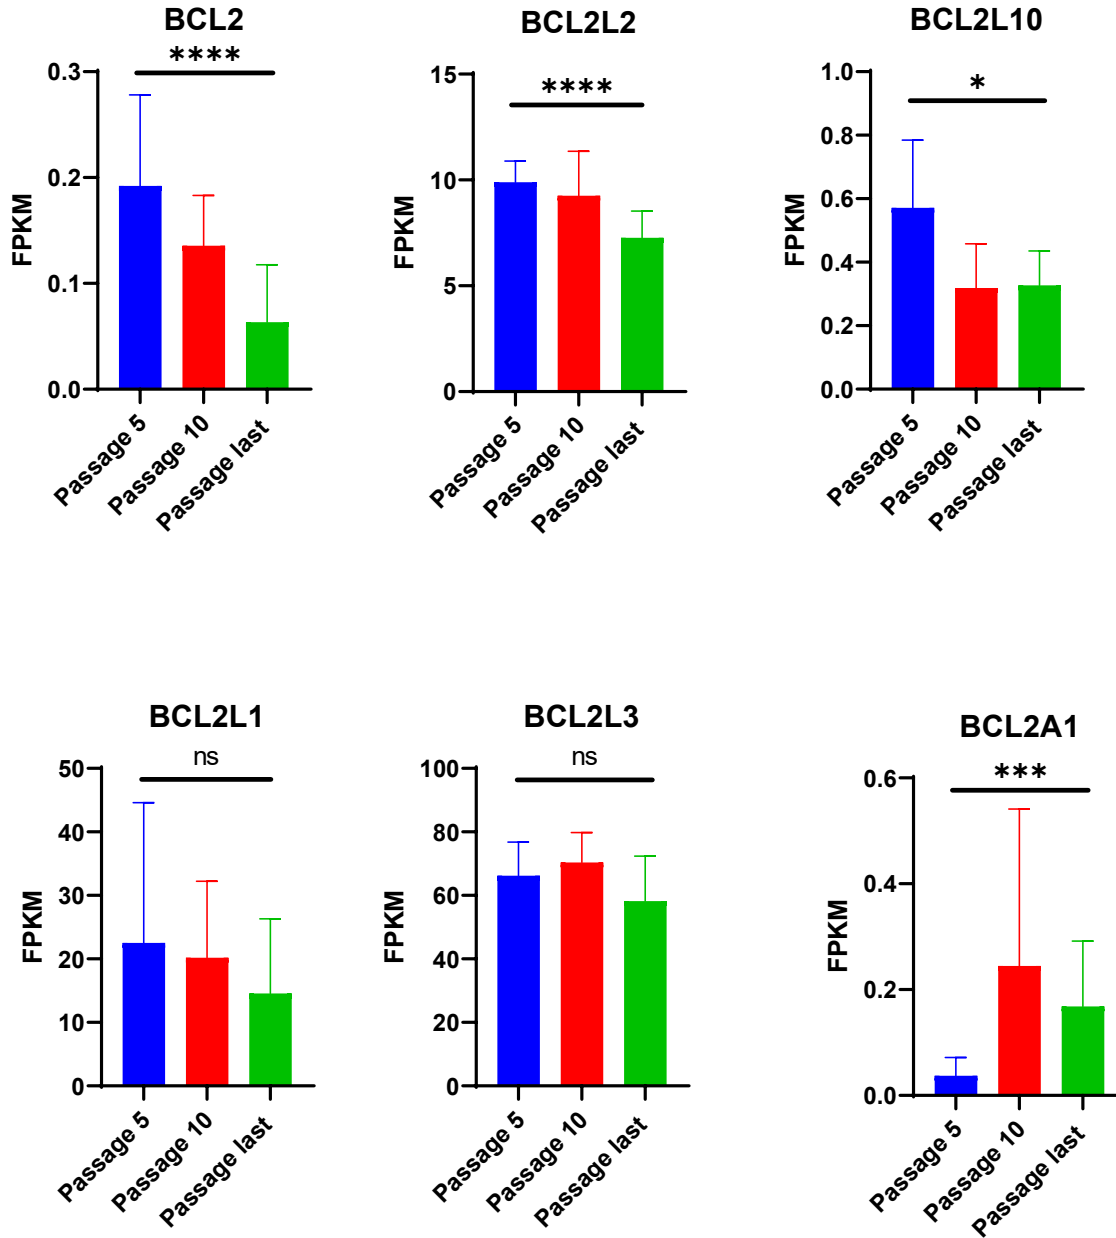 BCL2
****
0.3
0.2
0.1
0.0
FPKM
Passage 5
Passage 10
Passage last
BCL2L2
****
15
10
5
0
FPKM
Passage 5
Passage 10
Passage last
BCL2L10
*
1.0
0.8
0.6
0.4
0.2
0.0
FPKM
Passage 5
Passage 10
Passage last
BCL2L1
ns
50
40
30
20
10
0
FPKM
Passage 5
Passage 10
Passage last
BCL2L3
ns
100
80
60
40
20
0
FPKM
Passage 5
Passage 10
Passage last
BCL2A1
***
0.6
0.4
0.2
0.0
FPKM
Passage 5
Passage 10
Passage last